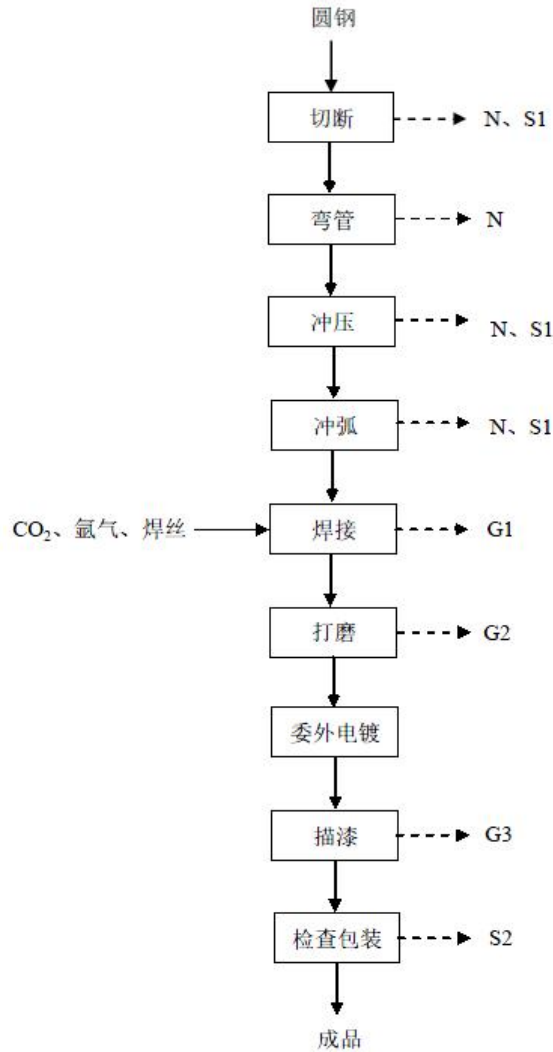 圆钢
切断
N、S1
弯管
N
冲压
N、S1
冲弧
N、S1
CO₂、氩气、焊丝
焊接
G1
打磨
G2
委外电镀
描漆
G3
检查包装
S2
成品